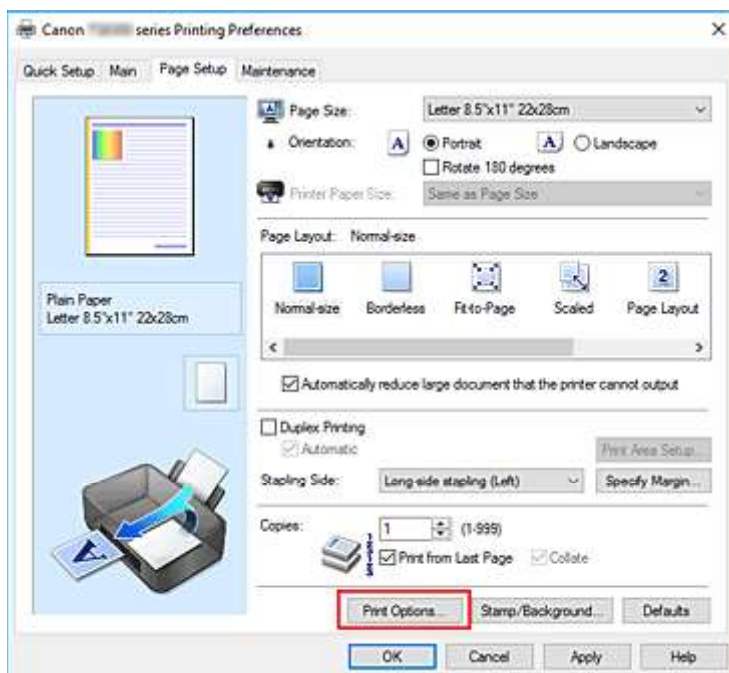 Canon series Printing Preferences
Quick Setup Main Page Setup Maintenance
Page Size: Letter 8.5"x11" 22x28cm
Orientation: A Portrait A Landscape
Rotate 180 degrees
Printer Paper Size: Same as Page Size
Page Layout: Normal-size
2
Normal-size Borderless Fit-to-Page Scaled Page Layout
Plain Paper
Letter 8.5"x11" 22x28cm
Automatically reduce large document that the printer cannot output
Duplex Printing
Automatic Print Area Setup...
Stapling Side: Long-side stapling (Left) Specify Margin...
Copies: 1 (1-999)
Print from Last Page Collate
A
Print Options... Stamp/Background... Defaults
OK Cancel Apply Help